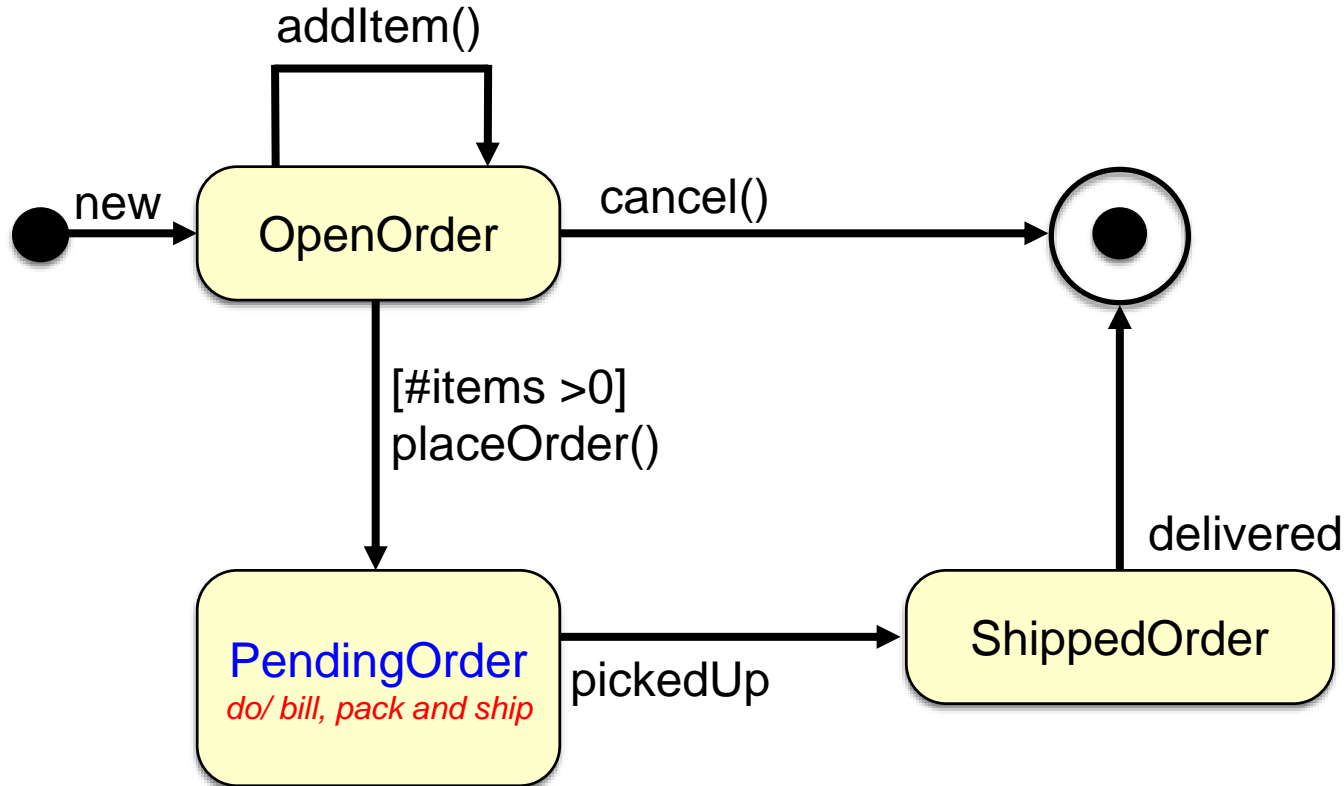 addItem()
new
OpenOrder
cancel()
[#items >0]
placeOrder()
delivered
PendingOrder
do/ bill, pack and ship
pickedUp
ShippedOrder